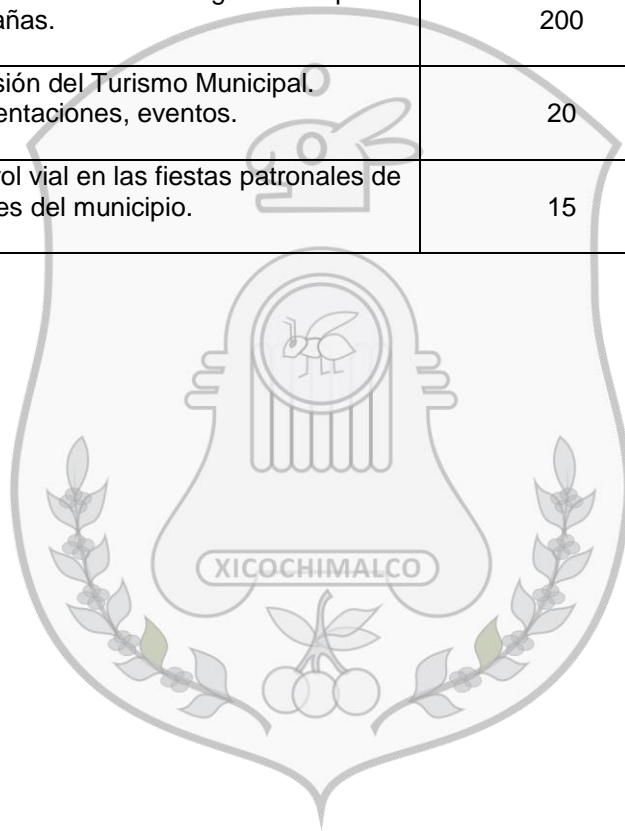 añas.
200
sión del Turismo Municipal.
entaciones, eventos.
20
rol vial en las fiestas patronales de
es del municipio.
15
XICOCHIMALCO